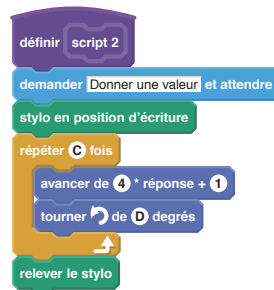 définir script 2
demander Donner une valeur et attendre
stylo en position d'écriture
répéter C fois
avancer de 4 * réponse + 1
tourner de D degrés
relever le stylo